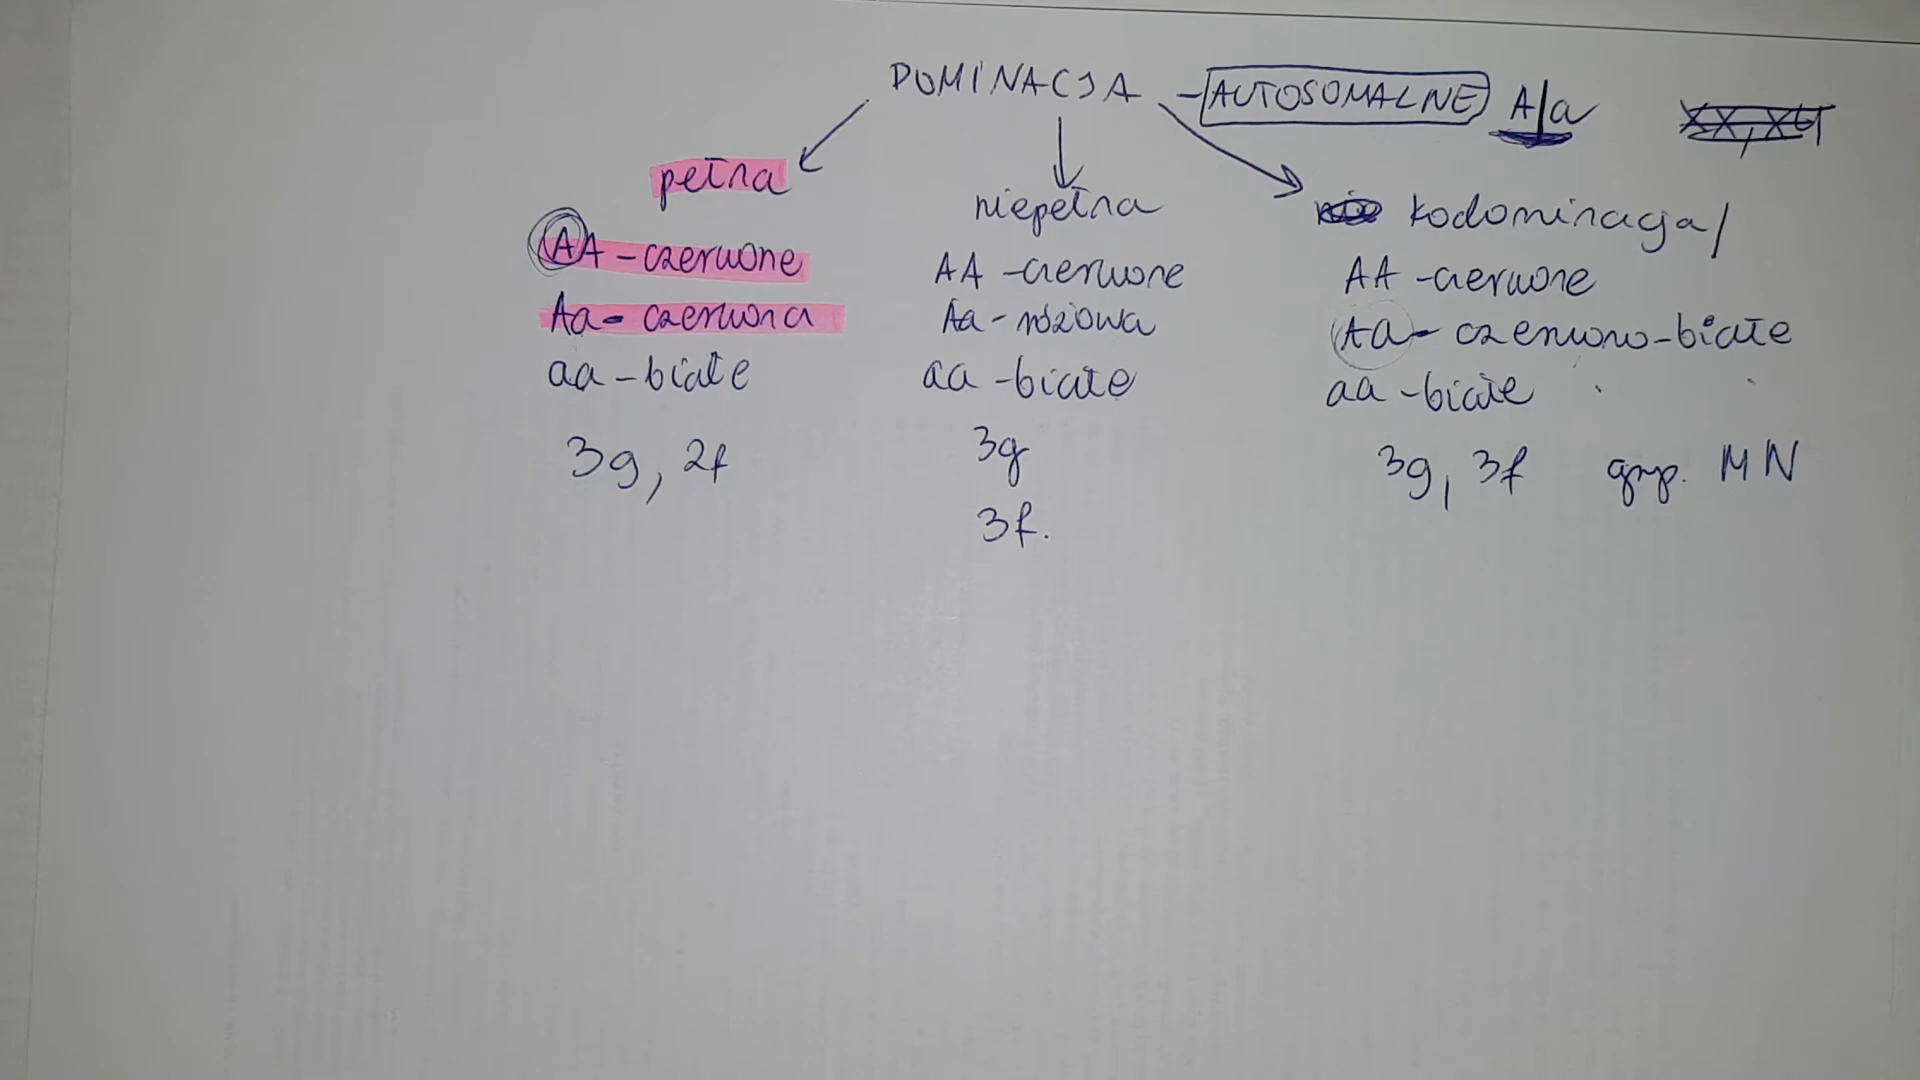 DOMINACJA - AUTOSOMALNE A/a
pełna
AA - czerwone
Aa - czerwona
aa - białe
3g, 2f
niepełna
AA - czerwone
Aa - różowa
aa - białe
3g
3f.
kodominacja/
AA - czerwone
Aa - czerwono-białe
aa - białe
3g, 3f grup. MN